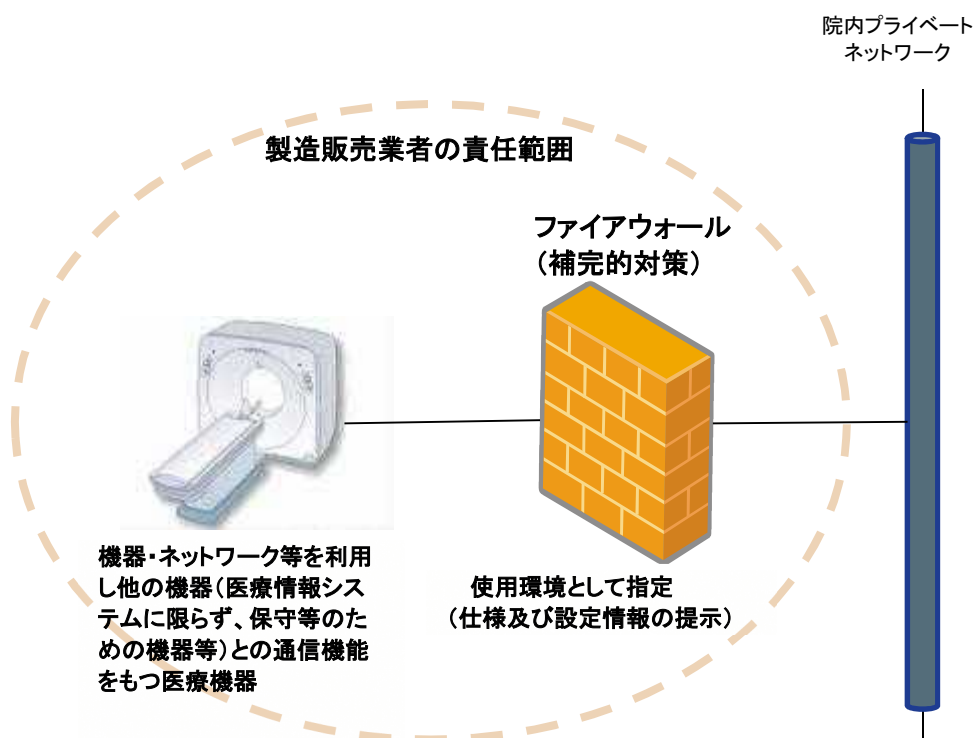 院内プライベート
ネットワーク
製造販売業者の責任範囲
ファイアウォール
（補完的対策）
機器・ネットワーク等を利用
し他の機器（医療情報シス
テムに限らず、保守等のた
めの機器等）との通信機能
をもつ医療機器
使用環境として指定
（仕様及び設定情報の提示）